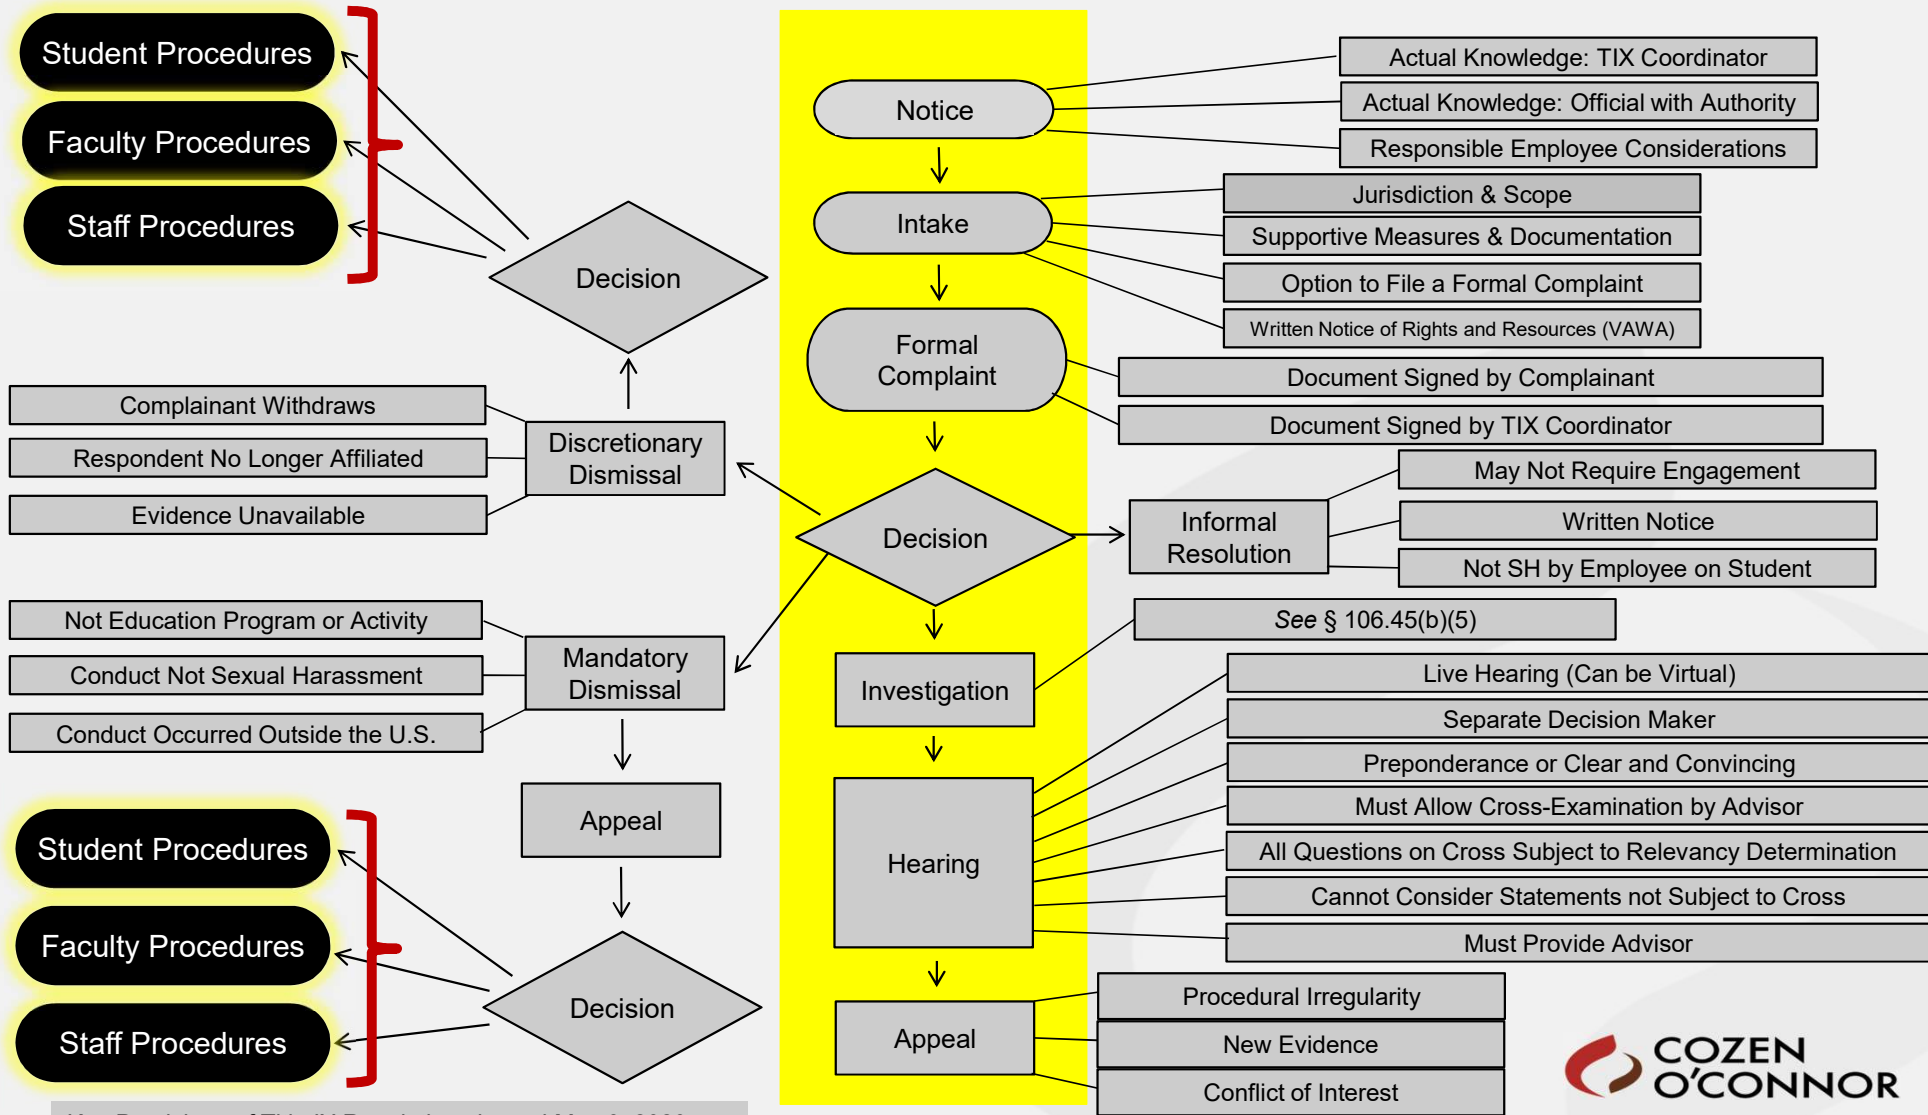 Student Procedures
Faculty Procedures
Staff Procedures
Decision
Complainant Withdraws
Respondent No Longer Affiliated
Evidence Unavailable
Discretionary
Dismissal
Not Education Program or Activity
Conduct Not Sexual Harassment
Conduct Occurred Outside the U.S.
Mandatory
Dismissal
Appeal
Student Procedures
Faculty Procedures
Staff Procedures
Decision
Notice
Actual Knowledge: TIX Coordinator
Actual Knowledge: Official with Authority
Responsible Employee Considerations
Intake
Jurisdiction & Scope
Supportive Measures & Documentation
Option to File a Formal Complaint
Written Notice of Rights and Resources (VAWA)
Formal
Complaint
Document Signed by Complainant
Document Signed by TIX Coordinator
Decision
Informal
Resolution
May Not Require Engagement
Written Notice
Not SH by Employee on Student
Investigation
See § 106.45(b)(5)
Hearing
Live Hearing (Can be Virtual)
Separate Decision Maker
Preponderance or Clear and Convincing
Must Allow Cross-Examination by Advisor
All Questions on Cross Subject to Relevancy Determination
Cannot Consider Statements not Subject to Cross
Must Provide Advisor
Appeal
Procedural Irregularity
New Evidence
Conflict of Interest
COZEN
O'CONNOR